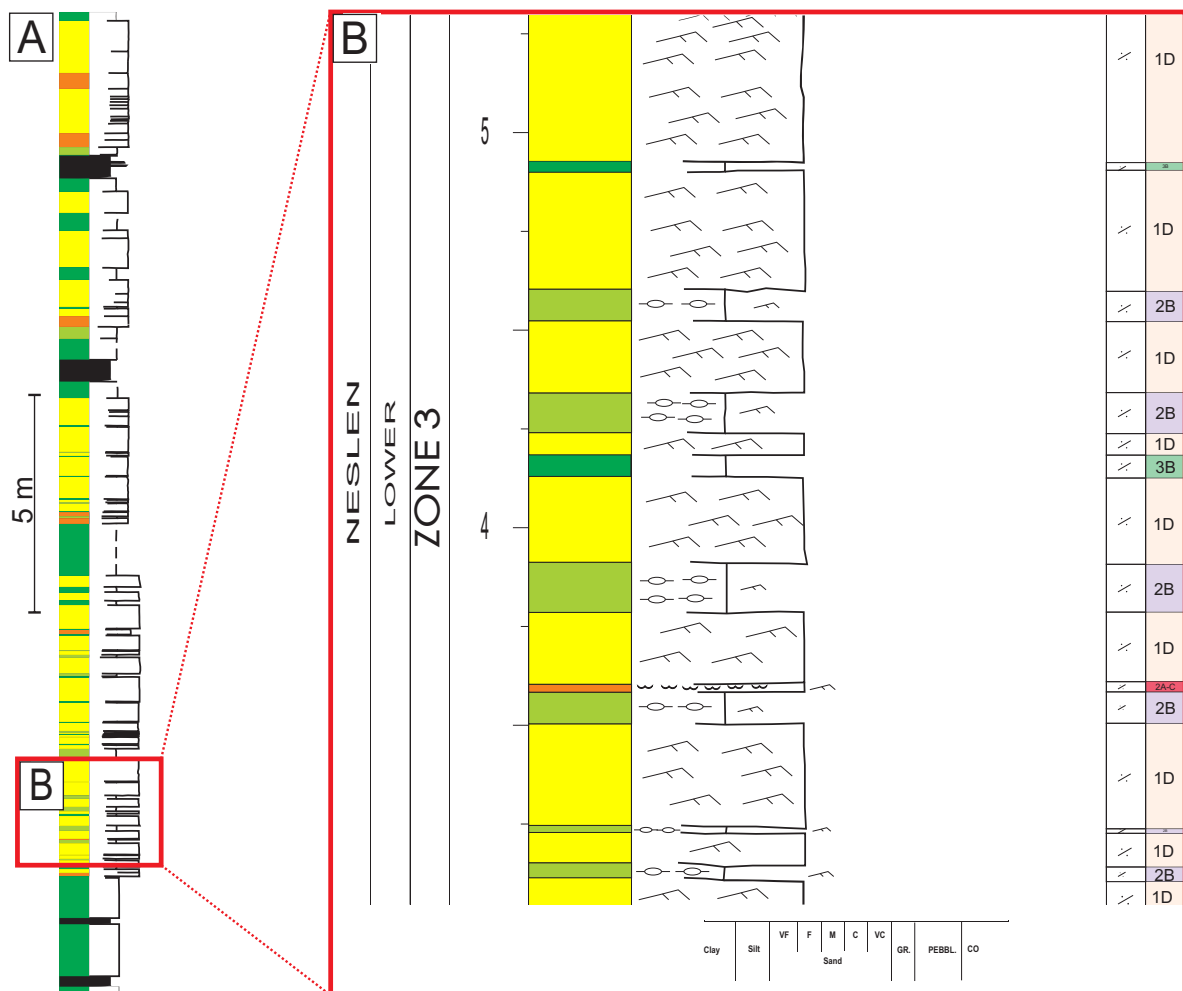 A
B
5 m
B
NESLEN
LOWER
ZONE 3
5
4
1D
3B
1D
2B
1D
2B
1D
3B
1D
2B
1D
2A-C
2B
1D
1D
2B
1D
Clay
Silt
VF
F
M
C
VC
Sand
GR.
PEBBL.
CO